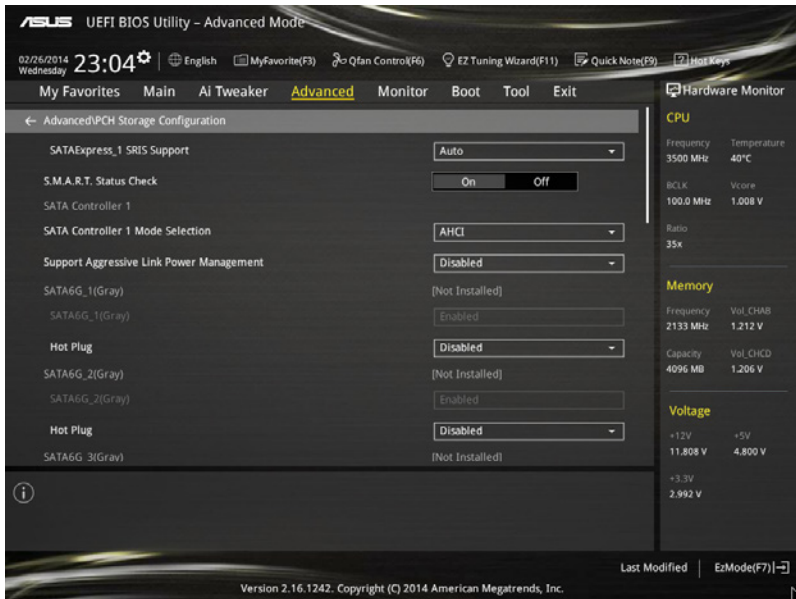 ASUS UEFI BIOS Utility – Advanced Mode
02/26/2014 Wednesday 23:04 English MyFavorite(F3) Qfan Control(F6) EZ Tuning Wizard(F11) Quick Note(F9) ? Hot Keys
My Favorites Main Ai Tweaker Advanced Monitor Boot Tool Exit
← Advanced\PCH Storage Configuration
SATAExpress_1 SRIS Support Auto
S.M.A.R.T. Status Check On Off
SATA Controller 1
SATA Controller 1 Mode Selection AHCI
Support Aggressive Link Power Management Disabled
SATA6G_1(Gray) [Not Installed]
SATA6G_1(Gray) Enabled
Hot Plug Disabled
SATA6G_2(Gray) [Not Installed]
SATA6G_2(Gray) Enabled
Hot Plug Disabled
SATA6G_3(Gray) [Not Installed]
Hardware Monitor
CPU
Frequency Temperature
3500 MHz 40°C
BCLK Vcore
100.0 MHz 1.008 V
Ratio
35x
Memory
Frequency Vol_CHAB
2133 MHz 1.212 V
Capacity Vol_CHCD
4096 MB 1.206 V
Voltage
+12V +5V
11.808 V 4.800 V
+3.3V
2.992 V
Last Modified EzMode(F7)
Version 2.16.1242. Copyright (C) 2014 American Megatrends, Inc.